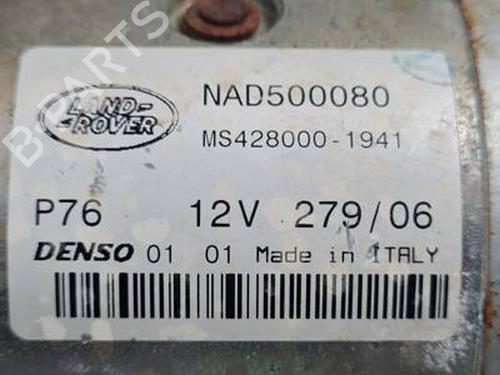 B-PARTS
LAND-
-ROVER
NAD500080
MS428000-1941
P76 12V 279/06
DENSO 01 01 Made in ITALY